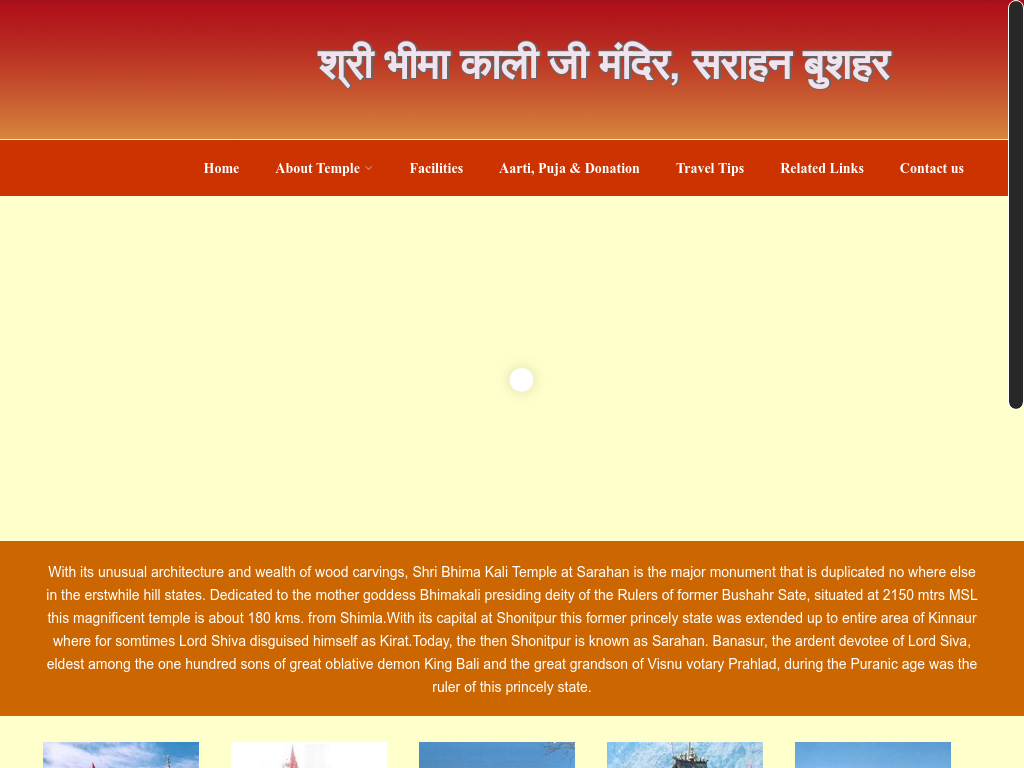 श्री भीमा काली जी मंदिर, सराहन बुशहर
Home About Temple Facilities Aarti, Puja & Donation Travel Tips Related Links Contact us
With its unusual architecture and wealth of wood carvings, Shri Bhima Kali Temple at Sarahan is the major monument that is duplicated no where else
in the erstwhile hill states. Dedicated to the mother goddess Bhimakali presiding deity of the Rulers of former Bushahr Sate, situated at 2150 mtrs MSL
this magnificent temple is about 180 kms. from Shimla.With its capital at Shonitpur this former princely state was extended up to entire area of Kinnaur
where for somtimes Lord Shiva disguised himself as Kirat.Today, the then Shonitpur is known as Sarahan. Banasur, the ardent devotee of Lord Siva,
eldest among the one hundred sons of great oblative demon King Bali and the great grandson of Visnu votary Prahlad, during the Puranic age was the
ruler of this princely state.